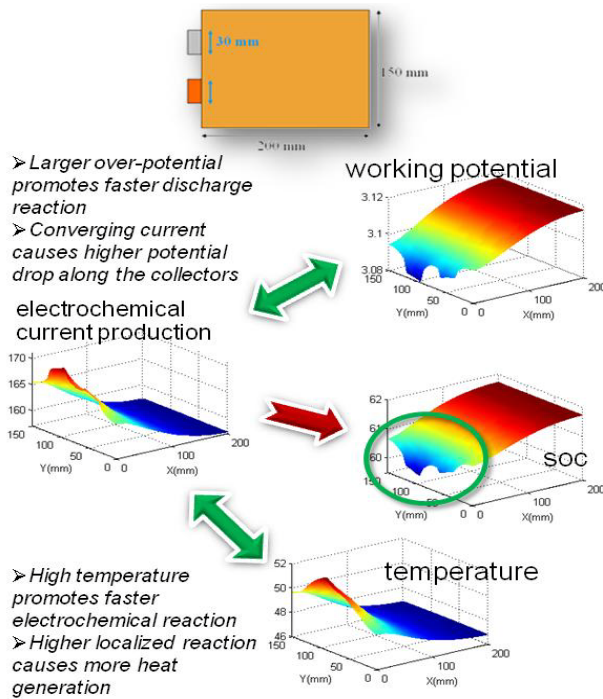 30 mm
150 mm
200 mm
➢ Larger over-potential
promotes faster discharge
reaction
➢ Converging current
causes higher potential
drop along the collectors
working potential
3.12
3.1
3.08
150
100
50
0
Y(mm)
0
100
200
X(mm)
electrochemical
current production
170
165
160
150
100
50
0
Y(mm)
0
100
200
X(mm)
62
61
60
150
100
50
0
Y(mm)
0
100
200
X(mm)
soc
➢ High temperature
promotes faster
electrochemical reaction
➢ Higher localized reaction
causes more heat
generation
temperature
52
50
48
46
150
100
50
0
Y(mm)
0
100
200
X(mm)